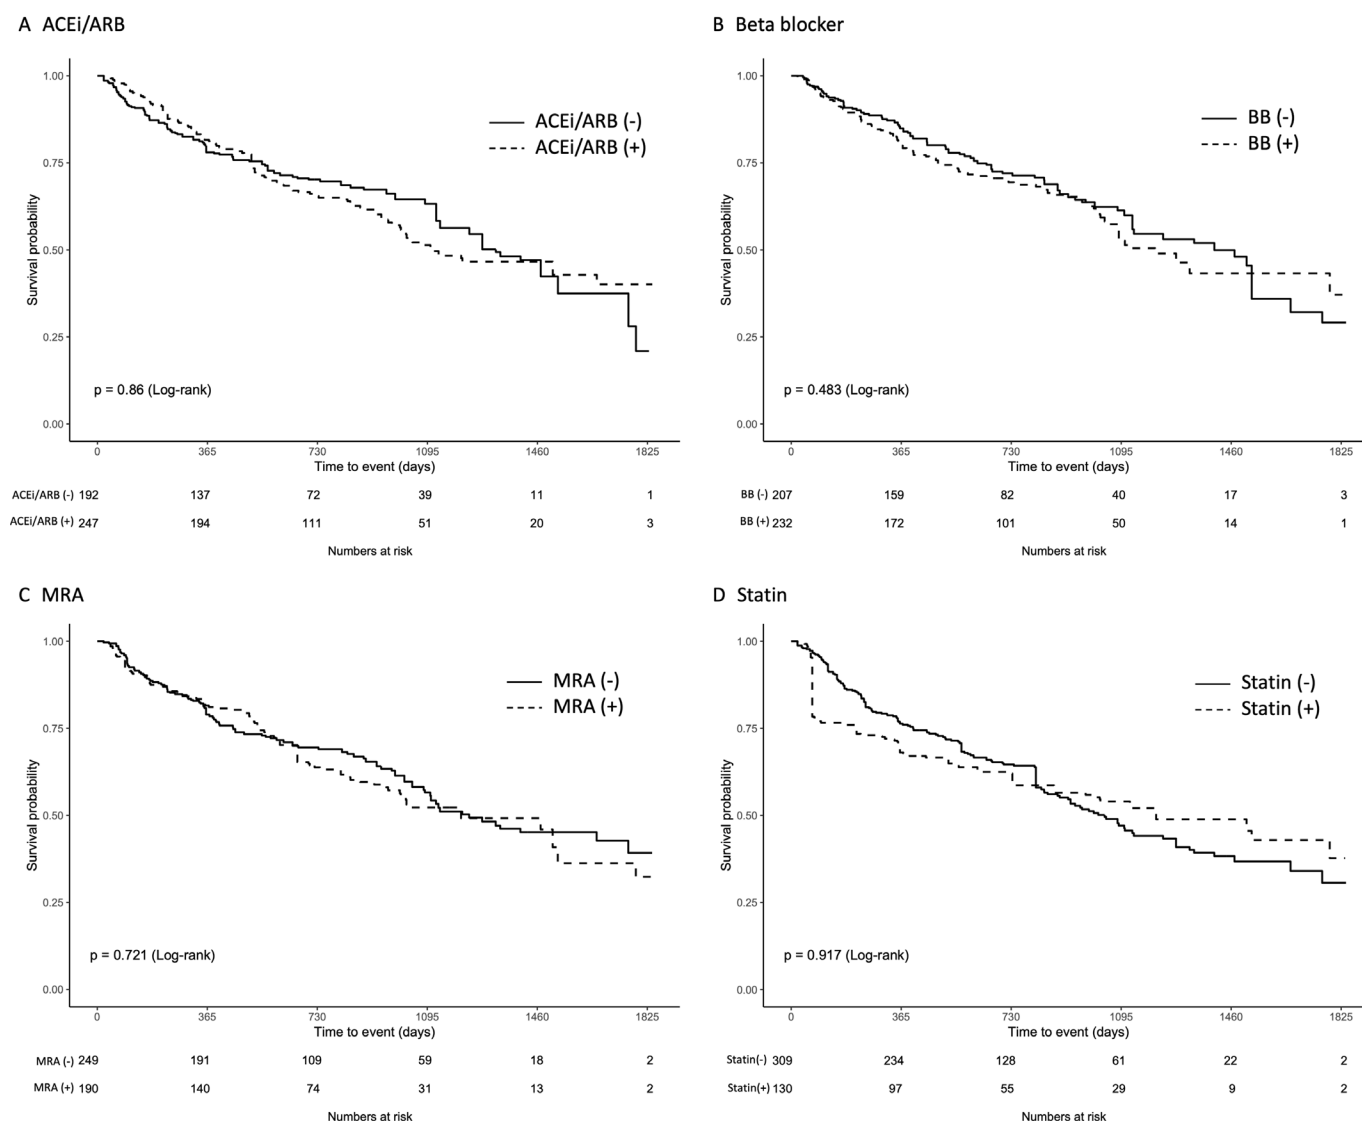 A ACEi/ARB
Survival probability
1.00
0.75
0.50
0.25
0.00
ACEi/ARB (-)
ACEi/ARB (+)
p = 0.86 (Log-rank)
0 365 730 1095 1460 1825
Time to event (days)
ACEi/ARB (-) 192 137 72 39 11 1
ACEi/ARB (+) 247 194 111 51 20 3
Numbers at risk
B Beta blocker
Survival probability
1.00
0.75
0.50
0.25
0.00
BB (-)
BB (+)
p = 0.483 (Log-rank)
0 365 730 1095 1460 1825
Time to event (days)
BB (-) 207 159 82 40 17 3
BB (+) 232 172 101 50 14 1
Numbers at risk
C MRA
Survival probability
1.00
0.75
0.50
0.25
0.00
MRA (-)
MRA (+)
p = 0.721 (Log-rank)
0 365 730 1095 1460 1825
Time to event (days)
MRA (-) 249 191 109 59 18 2
MRA (+) 190 140 74 31 13 2
Numbers at risk
D Statin
Survival probability
1.00
0.75
0.50
0.25
0.00
Statin (-)
Statin (+)
p = 0.917 (Log-rank)
0 365 730 1095 1460 1825
Time to event (days)
Statin(-) 309 234 128 61 22 2
Statin(+) 130 97 55 29 9 2
Numbers at risk